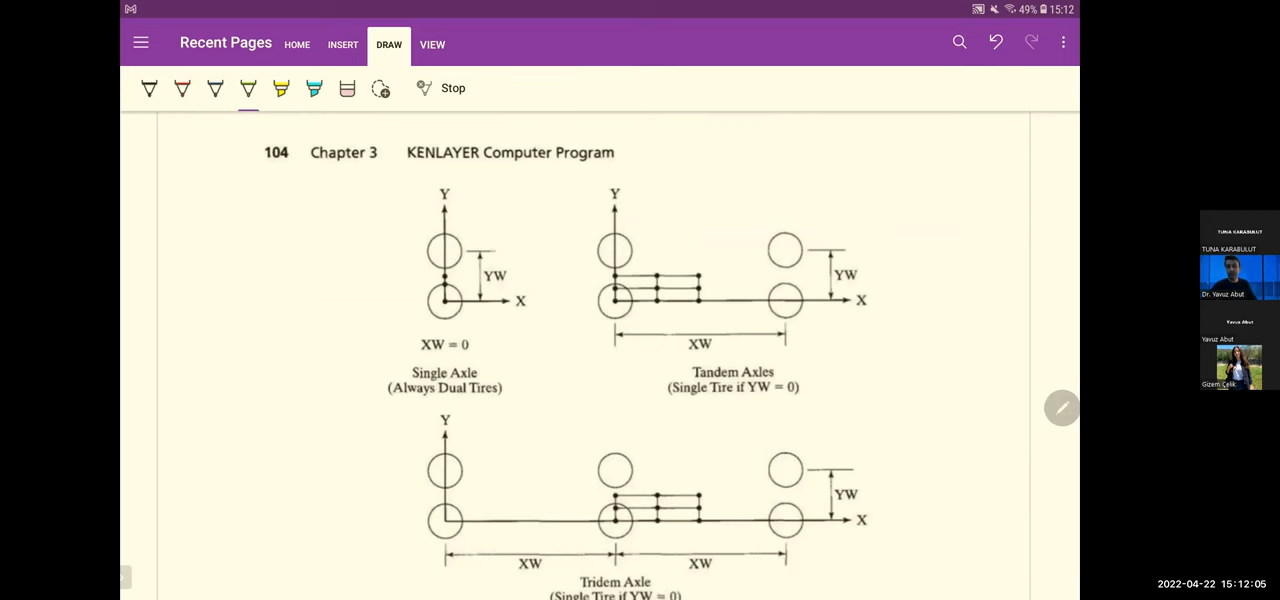 49% 15:12
Recent Pages HOME INSERT DRAW VIEW
Stop
104 Chapter 3 KENLAYER Computer Program
Y
YW
X
XW = 0
Single Axle
(Always Dual Tires)
Y
YW
X
XW
Tandem Axles
(Single Tire if YW = 0)
Y
YW
X
XW XW
Tridem Axle
(Single Tire if YW = 0)
TUNA KARABULUT
TUNA KARABULUT
Dr. Yavuz Abut
Yavuz Abut
Yavuz Abut
Gizem Çelik
2022-04-22 15:12:05